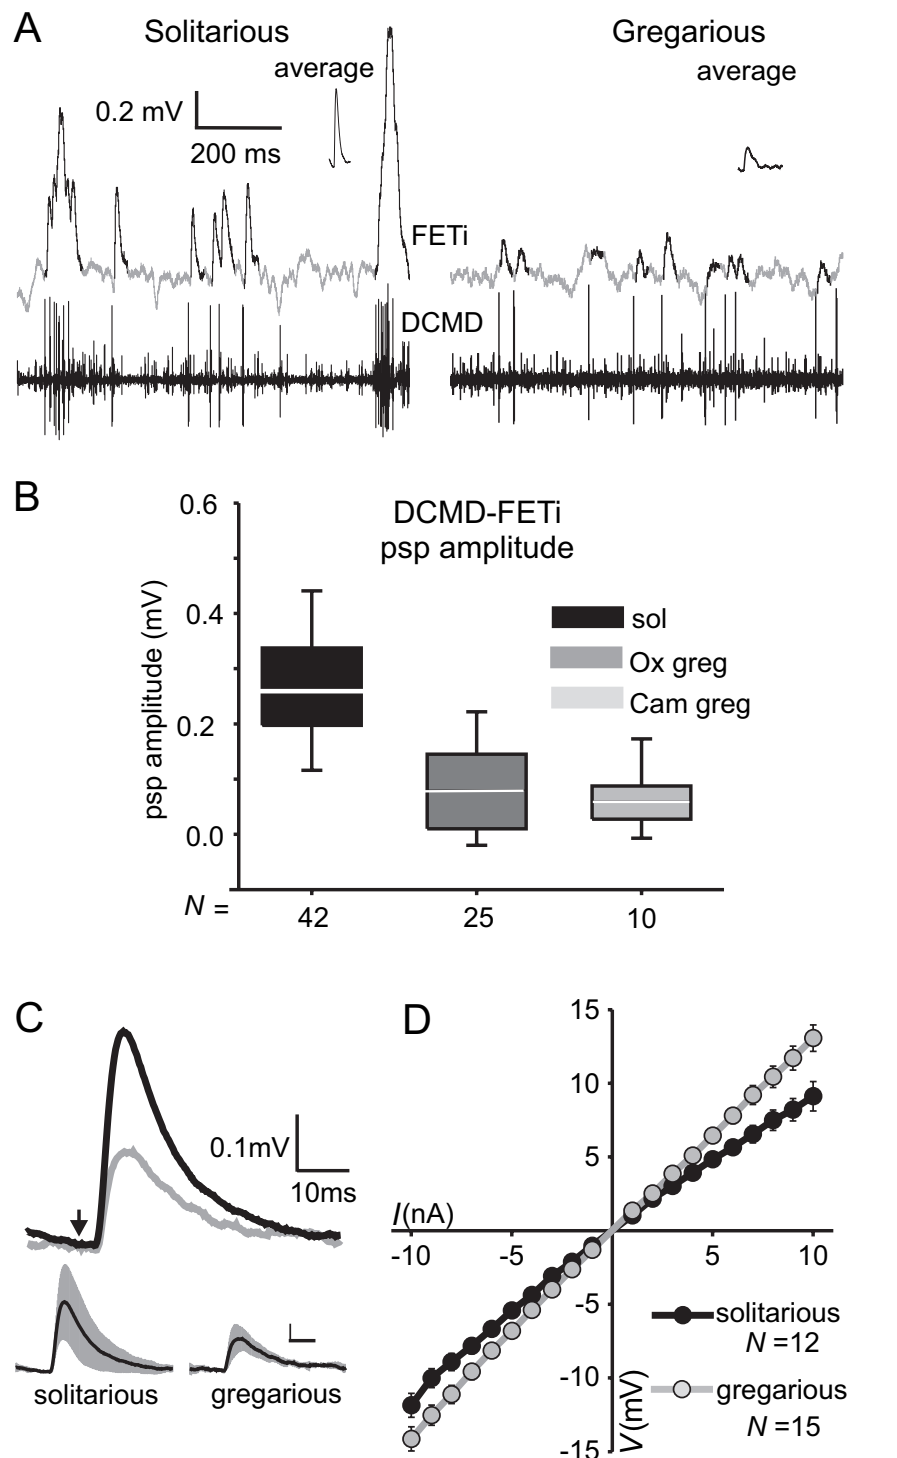 A
Solitarious
Gregarious
average
average
0.2 mV
200 ms
FETi
DCMD
B
DCMD-FETi
psp amplitude
psp amplitude (mV)
0.6
0.4
0.2
0.0
sol
Ox greg
Cam greg
N =
42
25
10
C
0.1mV
10ms
solitarious
gregarious
D
15
10
5
I(nA)
-10
-5
5
10
-5
-10
-15
V(mV)
solitarious
N =12
gregarious
N =15